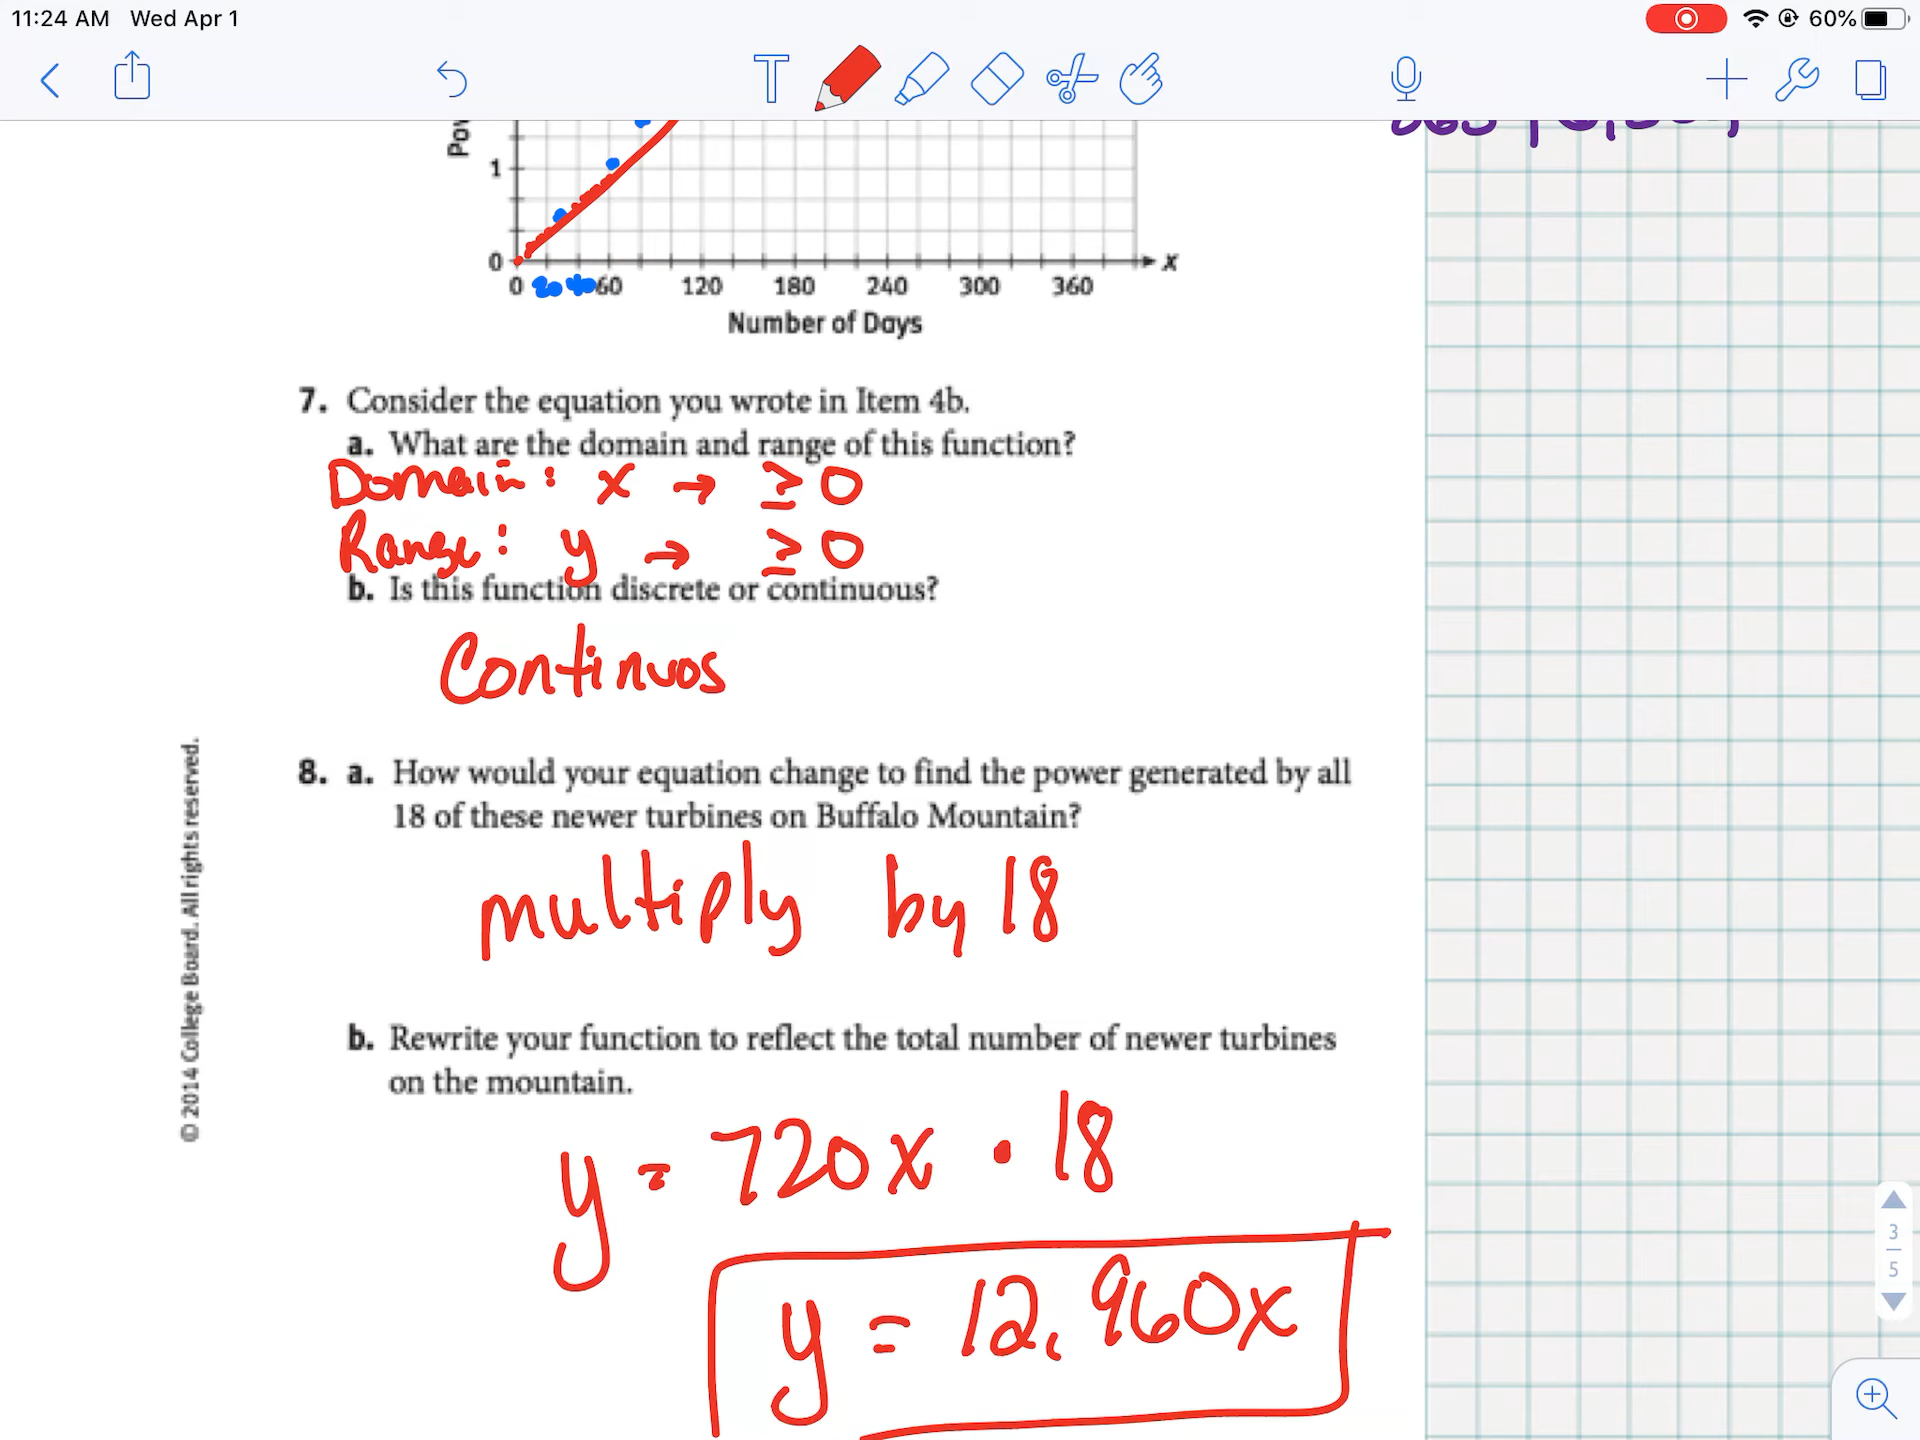 11:24 AM Wed Apr 1
60%
T
1
0
0 20 40 60 120 180 240 300 360
x
Number of Days
7. Consider the equation you wrote in Item 4b.
a. What are the domain and range of this function?
Domain: x → ≥ 0
Range: y → ≥ 0
b. Is this function discrete or continuous?
Continuos
8. a. How would your equation change to find the power generated by all
18 of these newer turbines on Buffalo Mountain?
multiply by 18
b. Rewrite your function to reflect the total number of newer turbines
on the mountain.
y = 720x · 18
y = 12,960x
© 2014 College Board. All rights reserved.
3
5